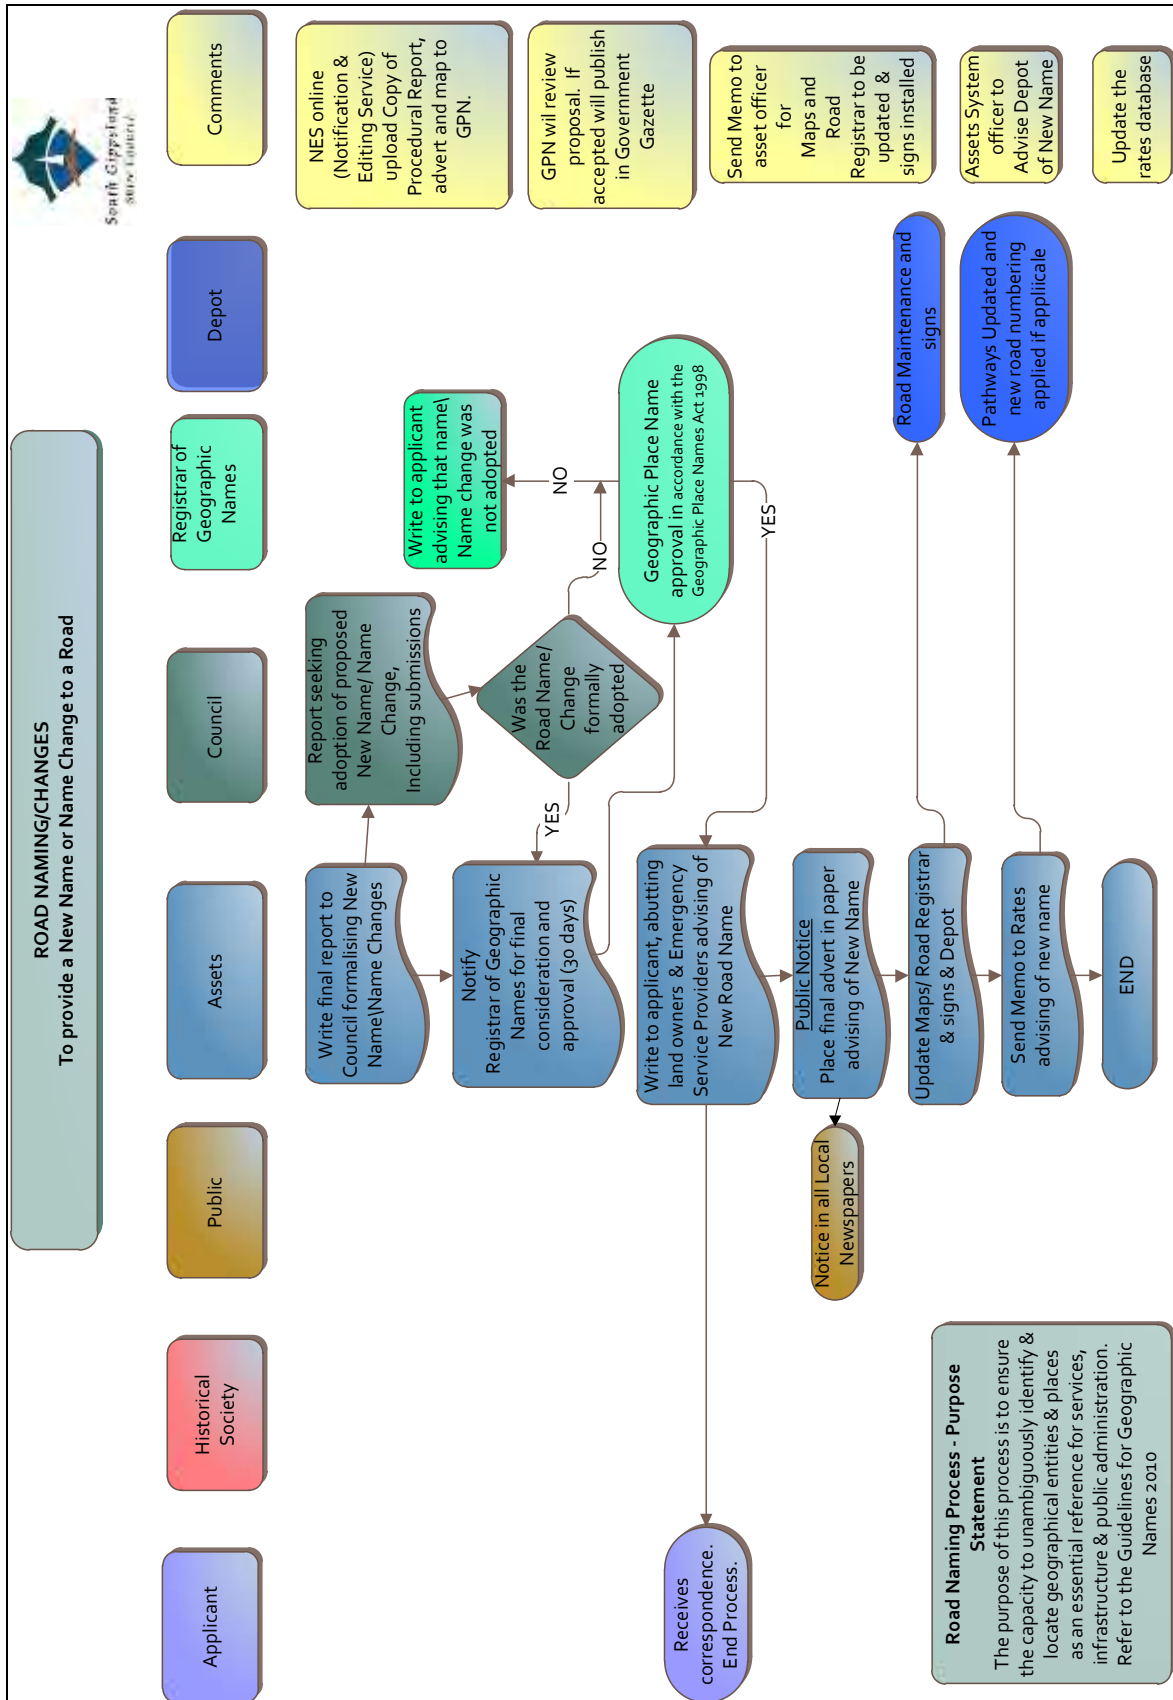 ROAD NAMING/CHANGES
To provide a New Name or Name Change to a Road
South Gippsland
Shire Council
Applicant
Historical
Society
Public
Assets
Council
Registrar of
Geographic
Names
Depot
Comments
Write final report to
Council formalising New
Name\Name Changes
Report seeking
adoption of proposed
New Name/ Name
Change,
Including submissions
NES online
(Notification &
Editing Service)
upload Copy of
Procedural Report,
advert and map to
GPN.
Notify
Registrar of Geographic
Names for final
consideration and
approval (30 days)
YES
Was the
Road Name/
Change
formally
adopted
NO
NO
Write to applicant
advising that name\
Name change was
not adopted
GPN wil review
proposal. If
accepted will publish
in Government
Gazette
Geographic Place Name
approval in accordance with the
Geographic Place Names Act 1998
YES
Receives
correspondence.
End Process.
Write to applicant, abutting
land owners & Emergency
Service Providers advising of
New Road Name
Send Memo to
asset officer
for
Maps and
Road
Registrar to be
updated &
signs installed
Notice in all Local
Newspapers
Public Notice
Place final advert in paper
advising of New Name
Update Maps/ Road Registrar
& signs & Depot
Road Maintenance and
signs
Assets System
officer to
Advise Depot
of New Name
Send Memo to Rates
advising of new name
Pathways Updated and
new road numbering
applied if appliicale
Update the
rates database
END
Road Naming Process - Purpose
Statement
The purpose of this process is to ensure
the capacity to unambiguously identify &
locate geographical entities & places
as an essential reference for services,
infrastructure & public administration.
Refer to the Guidelines for Geographic
Names 2010